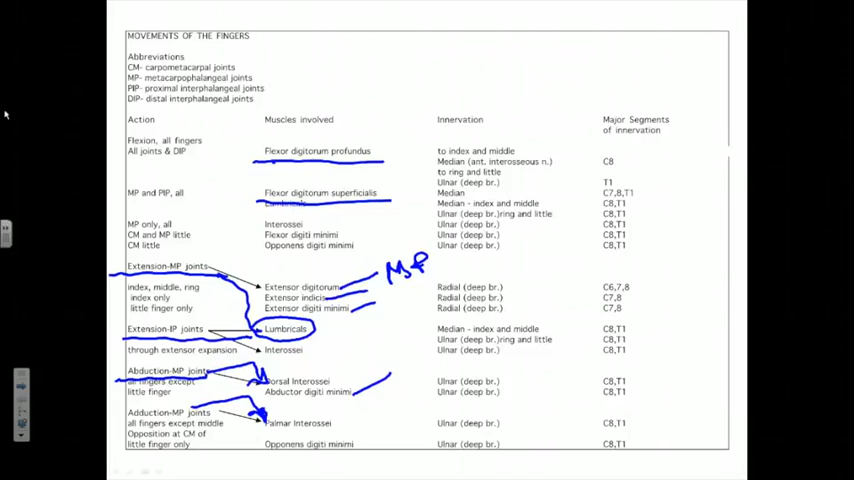 MOVEMENTS OF THE FINGERS
Abbreviations
CM- carpometacarpal joints
MP- metacarpophalangeal joints
PIP- proximal interphalangeal joints
DIP- distal interphalangeal joints
Action Muscles involved Innervation Major Segments
of innervation
Flexion, all fingers
All joints & DIP Flexor digitorum profundus to index and middle
Median (ant. interosseous n.) C8
to ring and little
Ulnar (deep br.) T1
MP and PIP, all Flexor digitorum superficialis Median C7,8,T1
Lumbricals Median - index and middle C8,T1
Ulnar (deep br.)ring and little C8,T1
MP only, all Interossei Ulnar (deep br.) C8,T1
CM and MP little Flexor digiti minimi Ulnar (deep br.) C8,T1
CM little Opponens digiti minimi Ulnar (deep br.) C8,T1
Extension-MP joints MP
index, middle, ring Extensor digitorum Radial (deep br.) C6,7,8
index only Extensor indicis Radial (deep br.) C7,8
little finger only Extensor digiti minimi Radial (deep br.) C7,8
Extension-IP joints Lumbricals Median - index and middle C8,T1
Ulnar (deep br.)ring and little C8,T1
through extensor expansion Interossei Ulnar (deep br.) C8,T1
Abduction-MP joints
all fingers except Dorsal Interossei Ulnar (deep br.) C8,T1
little finger Abductor digiti minimi Ulnar (deep br.) C8,T1
Adduction-MP joints
all fingers except middle Palmar Interossei Ulnar (deep br.) C8,T1
Opposition at CM of
little finger only Opponens digiti minimi Ulnar (deep br.) C8,T1